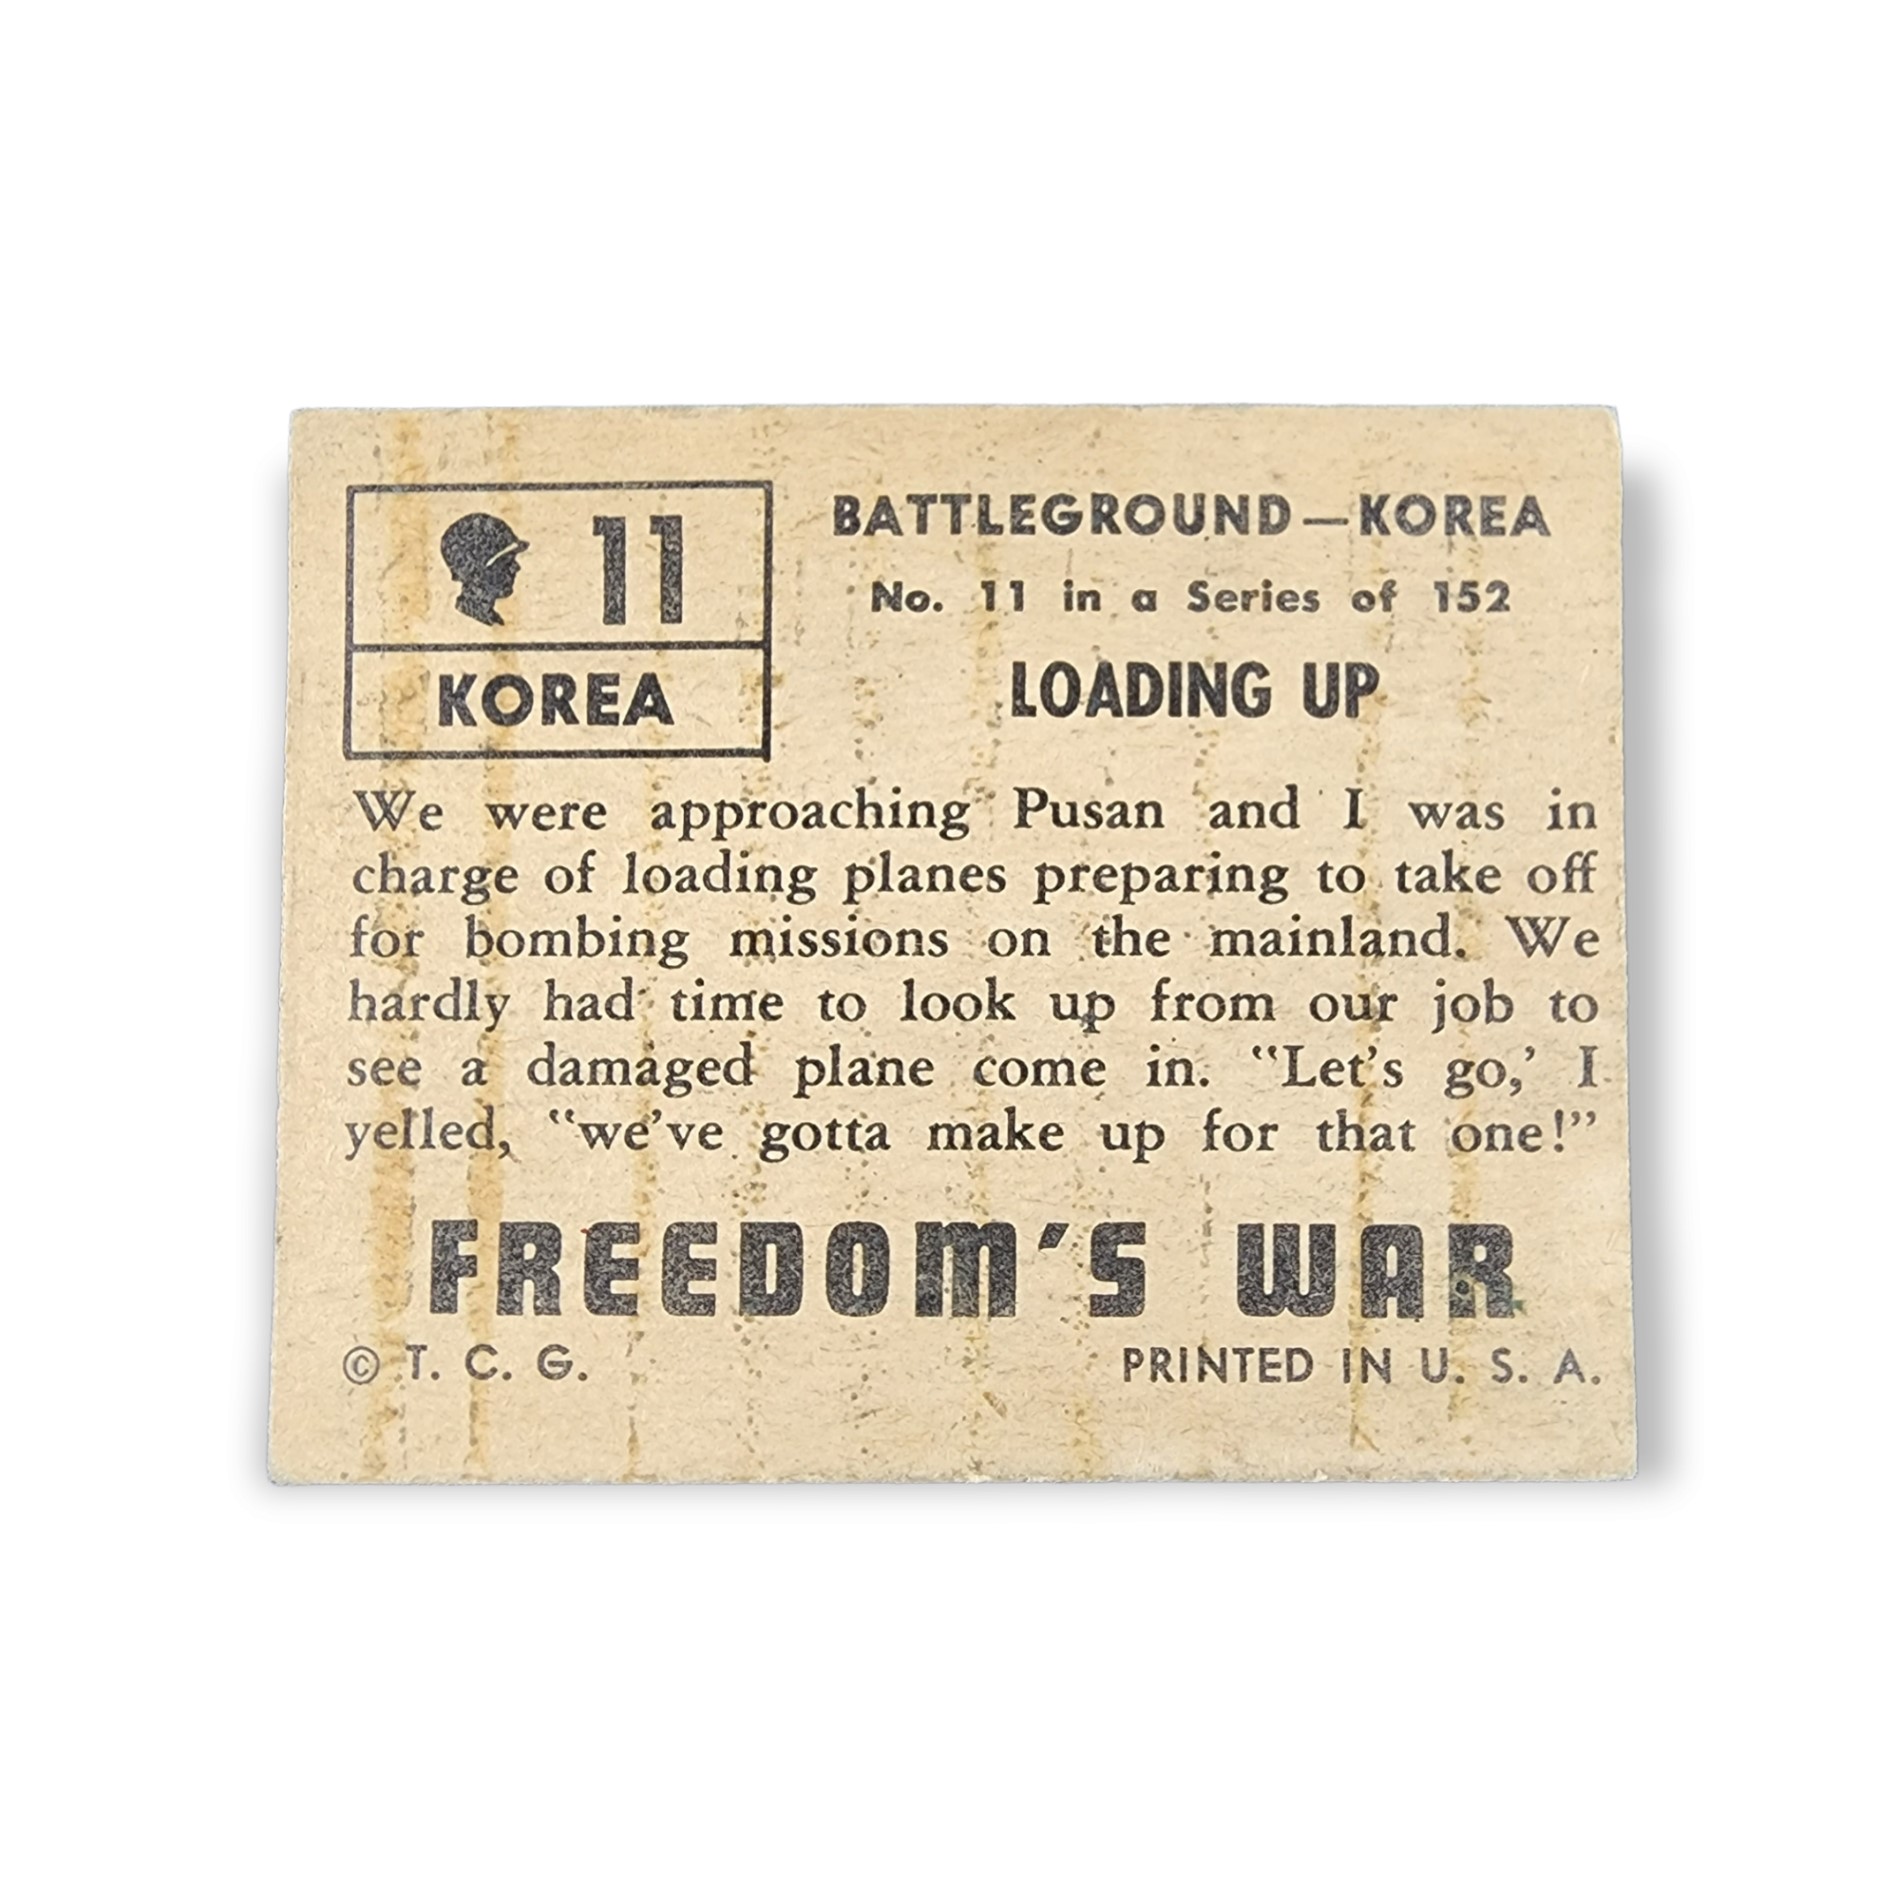 11
KOREA
BATTLEGROUND—KOREA
No. 11 in a Series of 152
LOADING UP
We were approaching Pusan and I was in
charge of loading planes preparing to take off
for bombing missions on the mainland. We
hardly had time to look up from our job to
see a damaged plane come in. "Let's go,' I
yelled, "we've gotta make up for that one!"
FREEDOM'S WAR
© T. C. G.
PRINTED IN U. S. A.